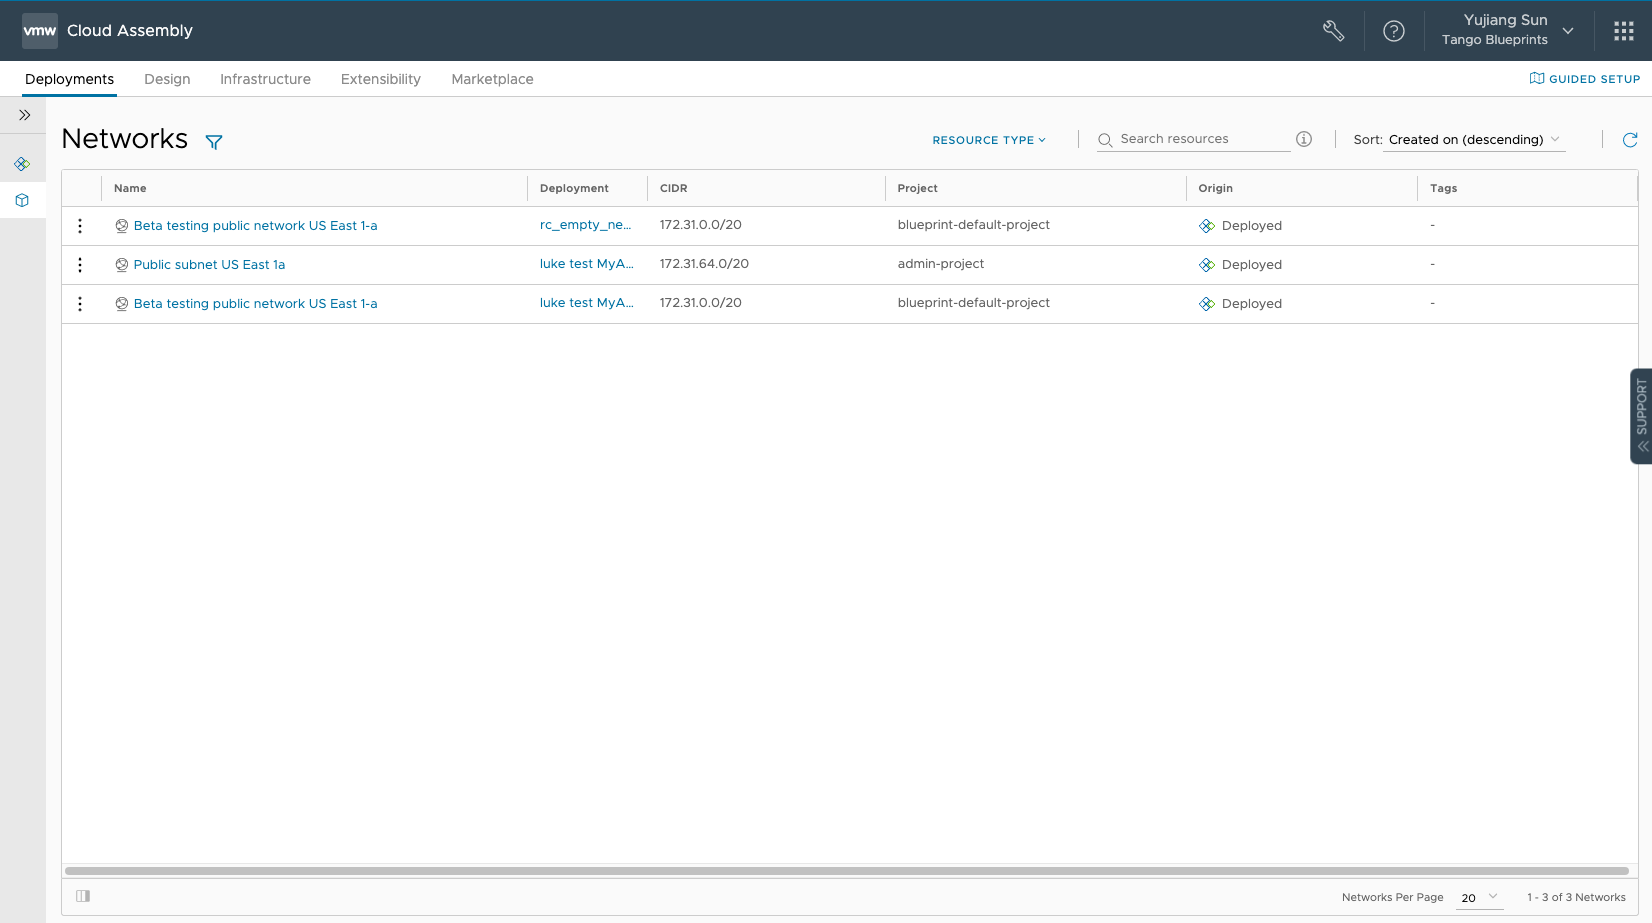 vmw Cloud Assembly
Yujiang Sun
Tango Blueprints
Deployments Design Infrastructure Extensibility Marketplace
GUIDED SETUP
Networks
RESOURCE TYPE
Search resources
Sort: Created on (descending)
Name Deployment CIDR Project Origin Tags
Beta testing public network US East 1-a rc_empty_ne... 172.31.0.0/20 blueprint-default-project Deployed -
Public subnet US East 1a luke test MyA... 172.31.64.0/20 admin-project Deployed -
Beta testing public network US East 1-a luke test MyA... 172.31.0.0/20 blueprint-default-project Deployed -
SUPPORT
Networks Per Page 20 1 - 3 of 3 Networks